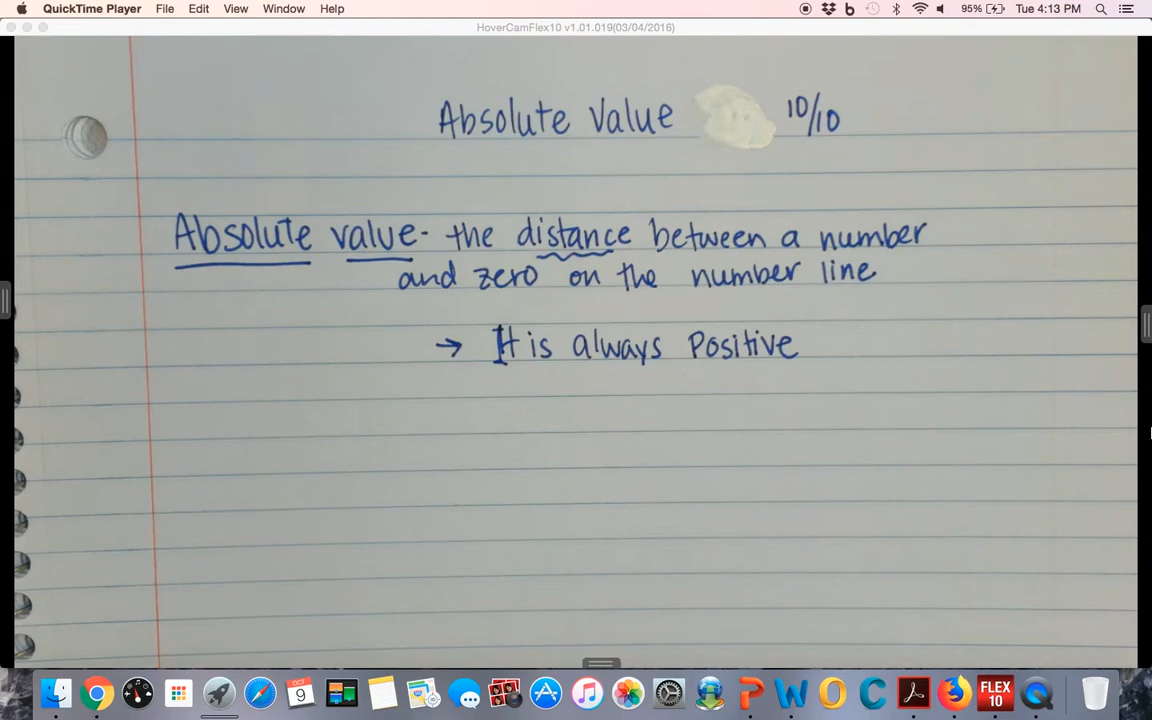 QuickTime Player File Edit View Window Help 95% Tue 4:13 PM
HoverCamFlex10 v1.01.019(03/04/2016)
Absolute Value 10/10
Absolute value- the distance between a number
and zero on the number line
→ It is always Positive
OCT
9
FLEX
10